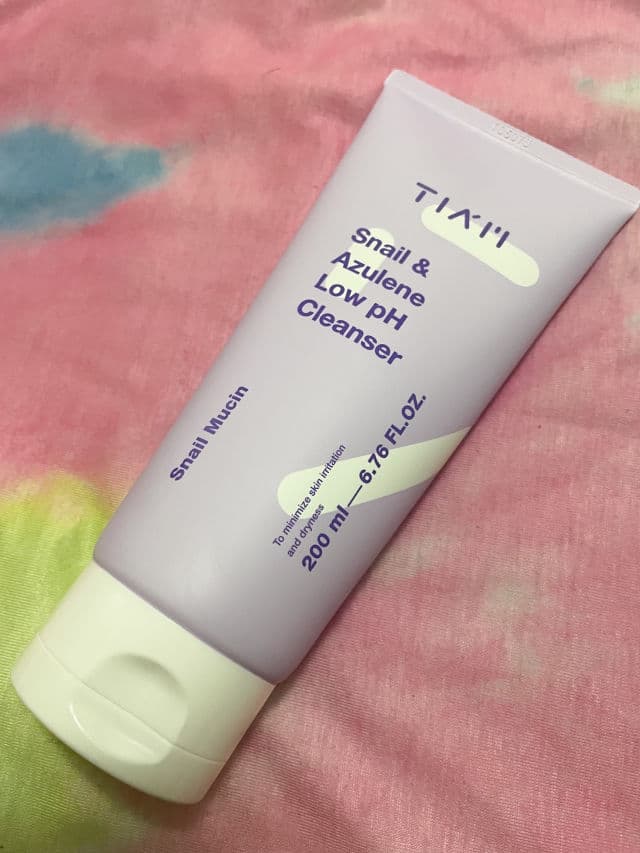 TIA'M
Snail &
Azulene
Low pH
Cleanser
Snail Mucin
To minimize skin irritation
and dryness
200 ml — 6.76 FL.OZ.